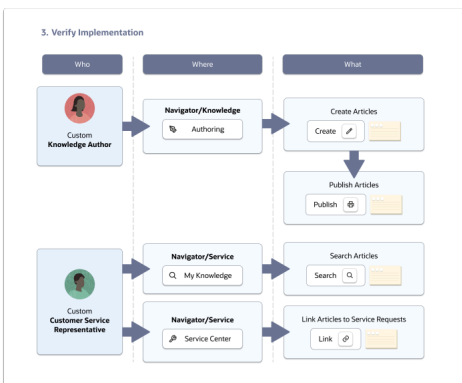 3. Verify Implementation
Who
Where
What
Custom
Knowledge Author
Navigator/Knowledge
Authoring
Create Articles
Create
Publish Articles
Publish
Custom
Customer Service
Representative
Navigator/Service
My Knowledge
Search Articles
Search
Navigator/Service
Service Center
Link Articles to Service Requests
Link